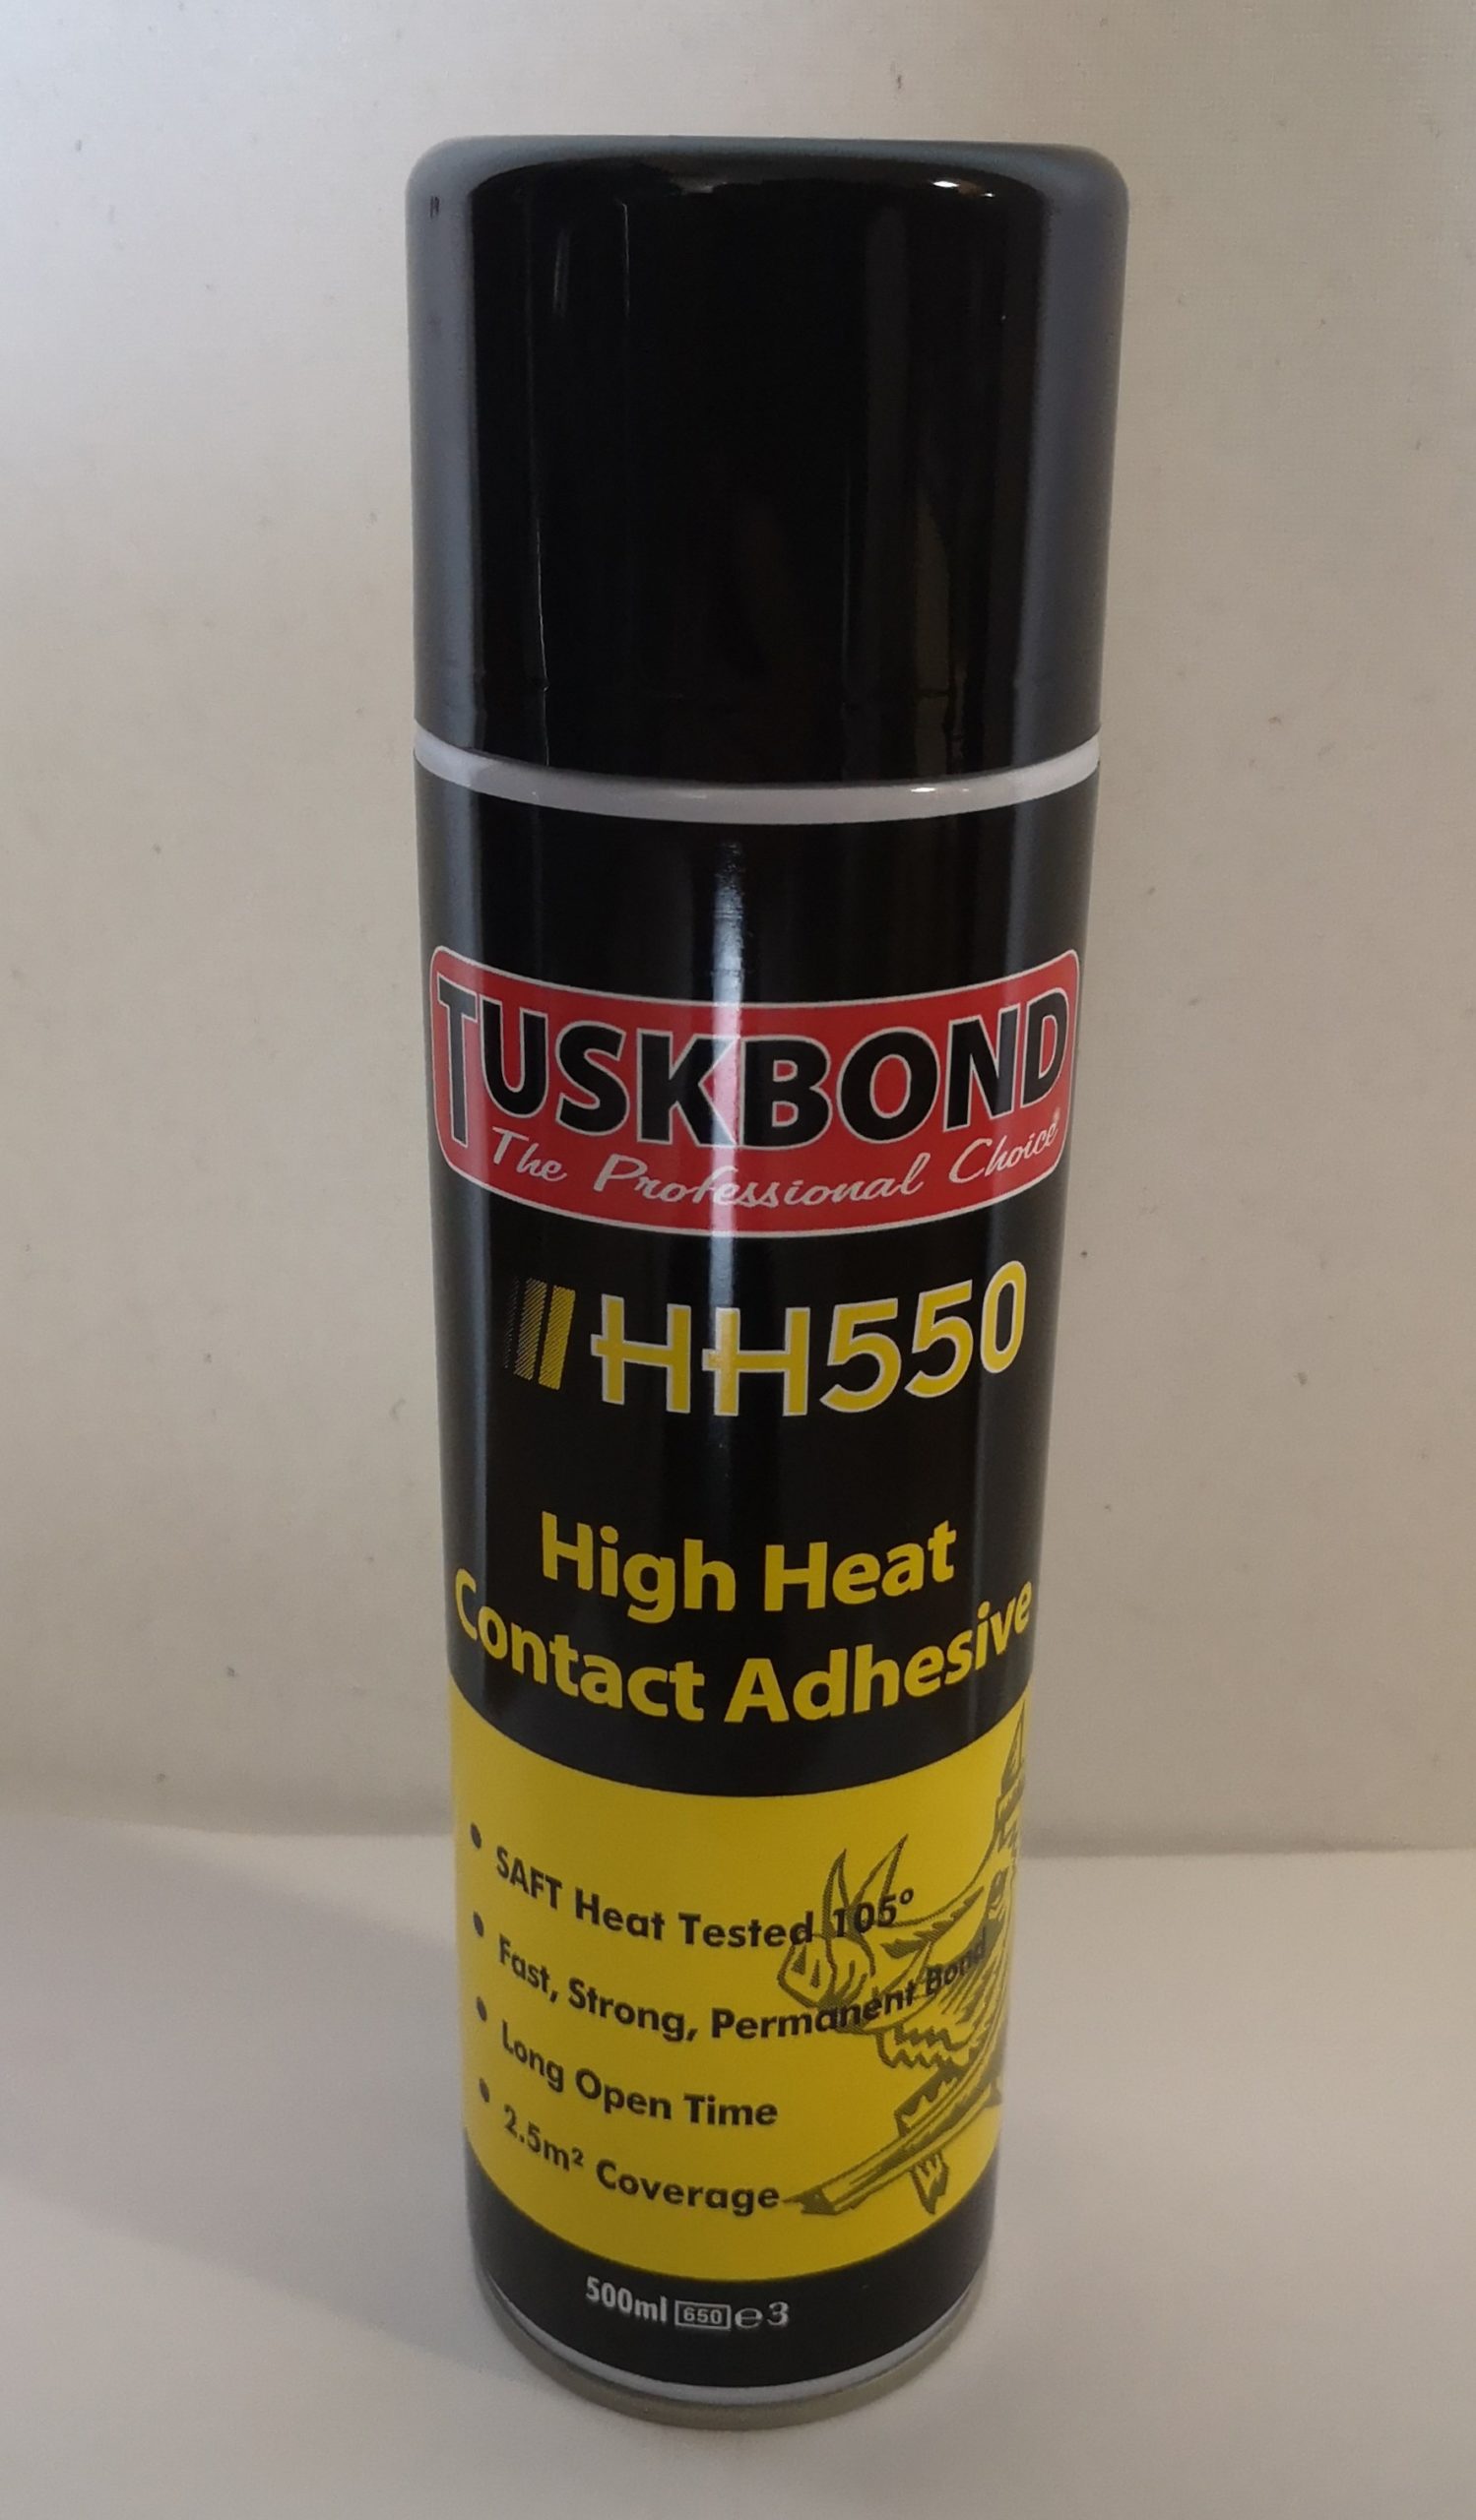 TUSKBOND
The Professional Choice
HH550
High Heat
Contact Adhesive
• SAFT Heat Tested 105°
• Fast, Strong, Permanent Bond
• Long Open Time
• 2.5m² Coverage
500ml 650 e 3